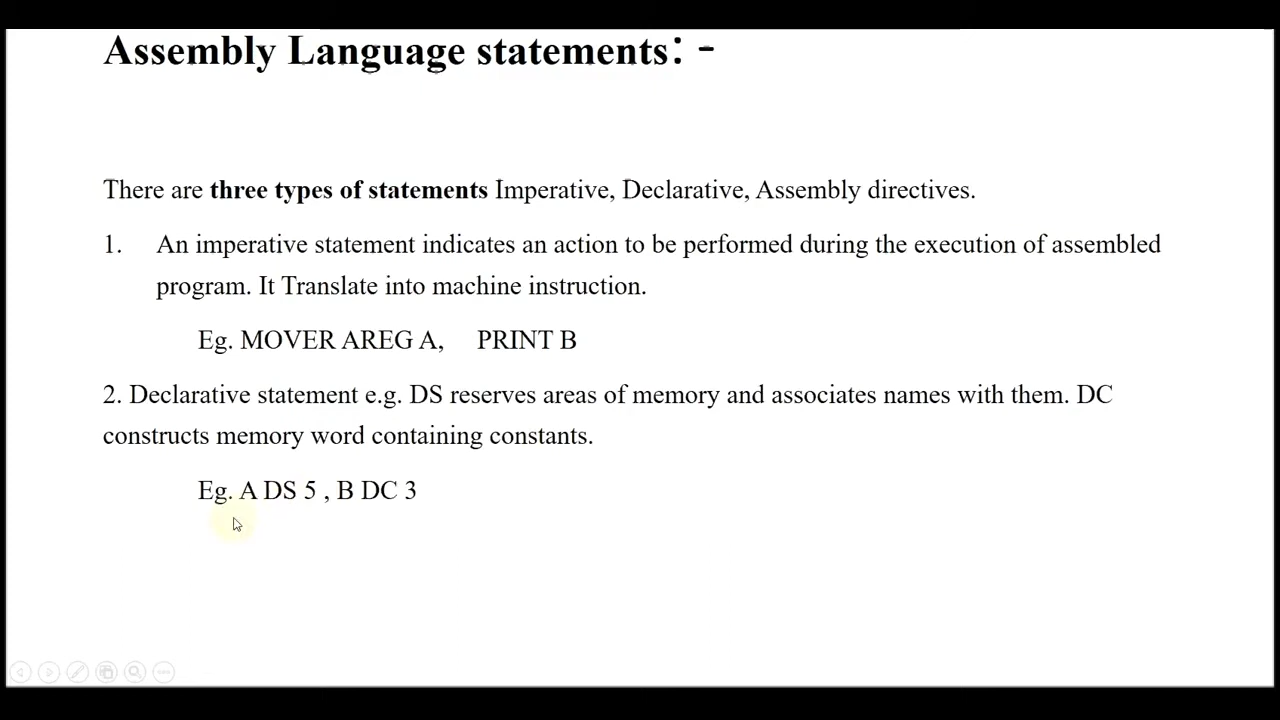 Assembly Language statements: -
There are three types of statements Imperative, Declarative, Assembly directives.
1. An imperative statement indicates an action to be performed during the execution of assembled
program. It Translate into machine instruction.
Eg. MOVER AREG A, PRINT B
2. Declarative statement e.g. DS reserves areas of memory and associates names with them. DC
constructs memory word containing constants.
Eg. A DS 5 , B DC 3